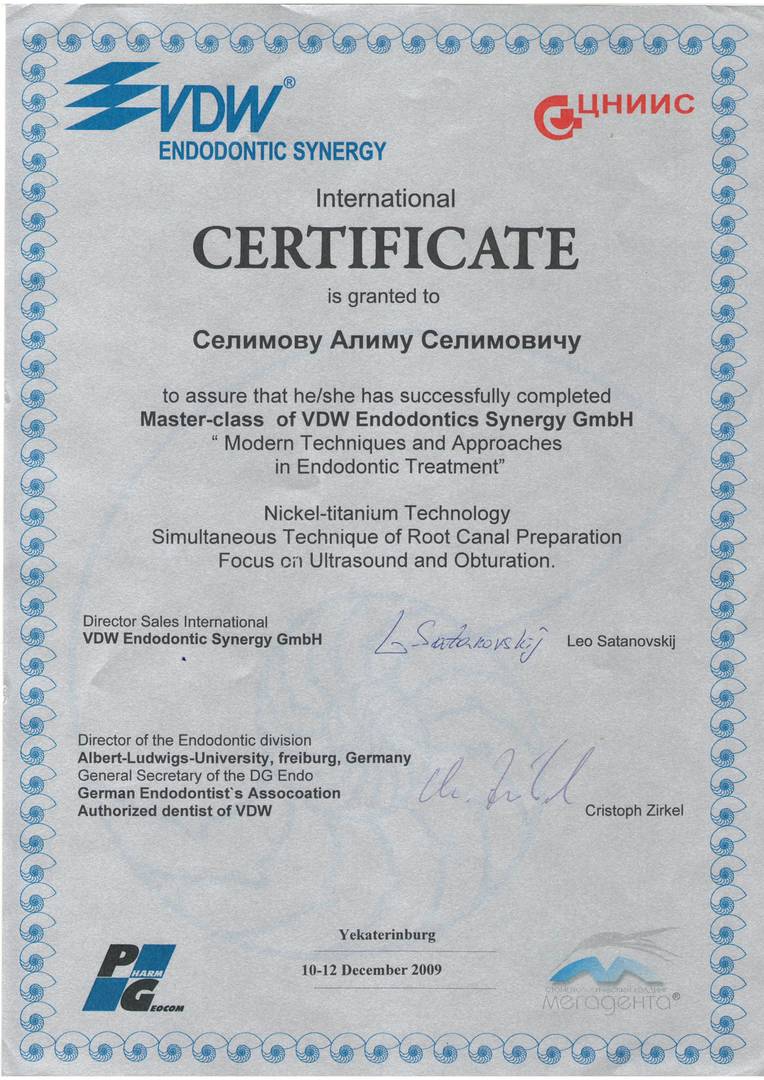 VDW®
ENDODONTIC SYNERGY
ЦНИИС
International
CERTIFICATE
is granted to
Селимову Алиму Селимовичу
to assure that he/she has successfully completed
Master-class of VDW Endodontics Synergy GmbH
“ Modern Techniques and Approaches
in Endodontic Treatment”
Nickel-titanium Technology
Simultaneous Technique of Root Canal Preparation
Focus on Ultrasound and Obturation.
Director Sales International
VDW Endodontic Synergy GmbH
L Satanovskij
Leo Satanovskij
Director of the Endodontic division
Albert-Ludwigs-University, freiburg, Germany
General Secretary of the DG Endo
German Endodontist`s Assocoation
Authorized dentist of VDW
Cristoph Zirkel
Yekaterinburg
10-12 December 2009
PHARM
GEOCOM
стоматологический холдинг
мегадента®